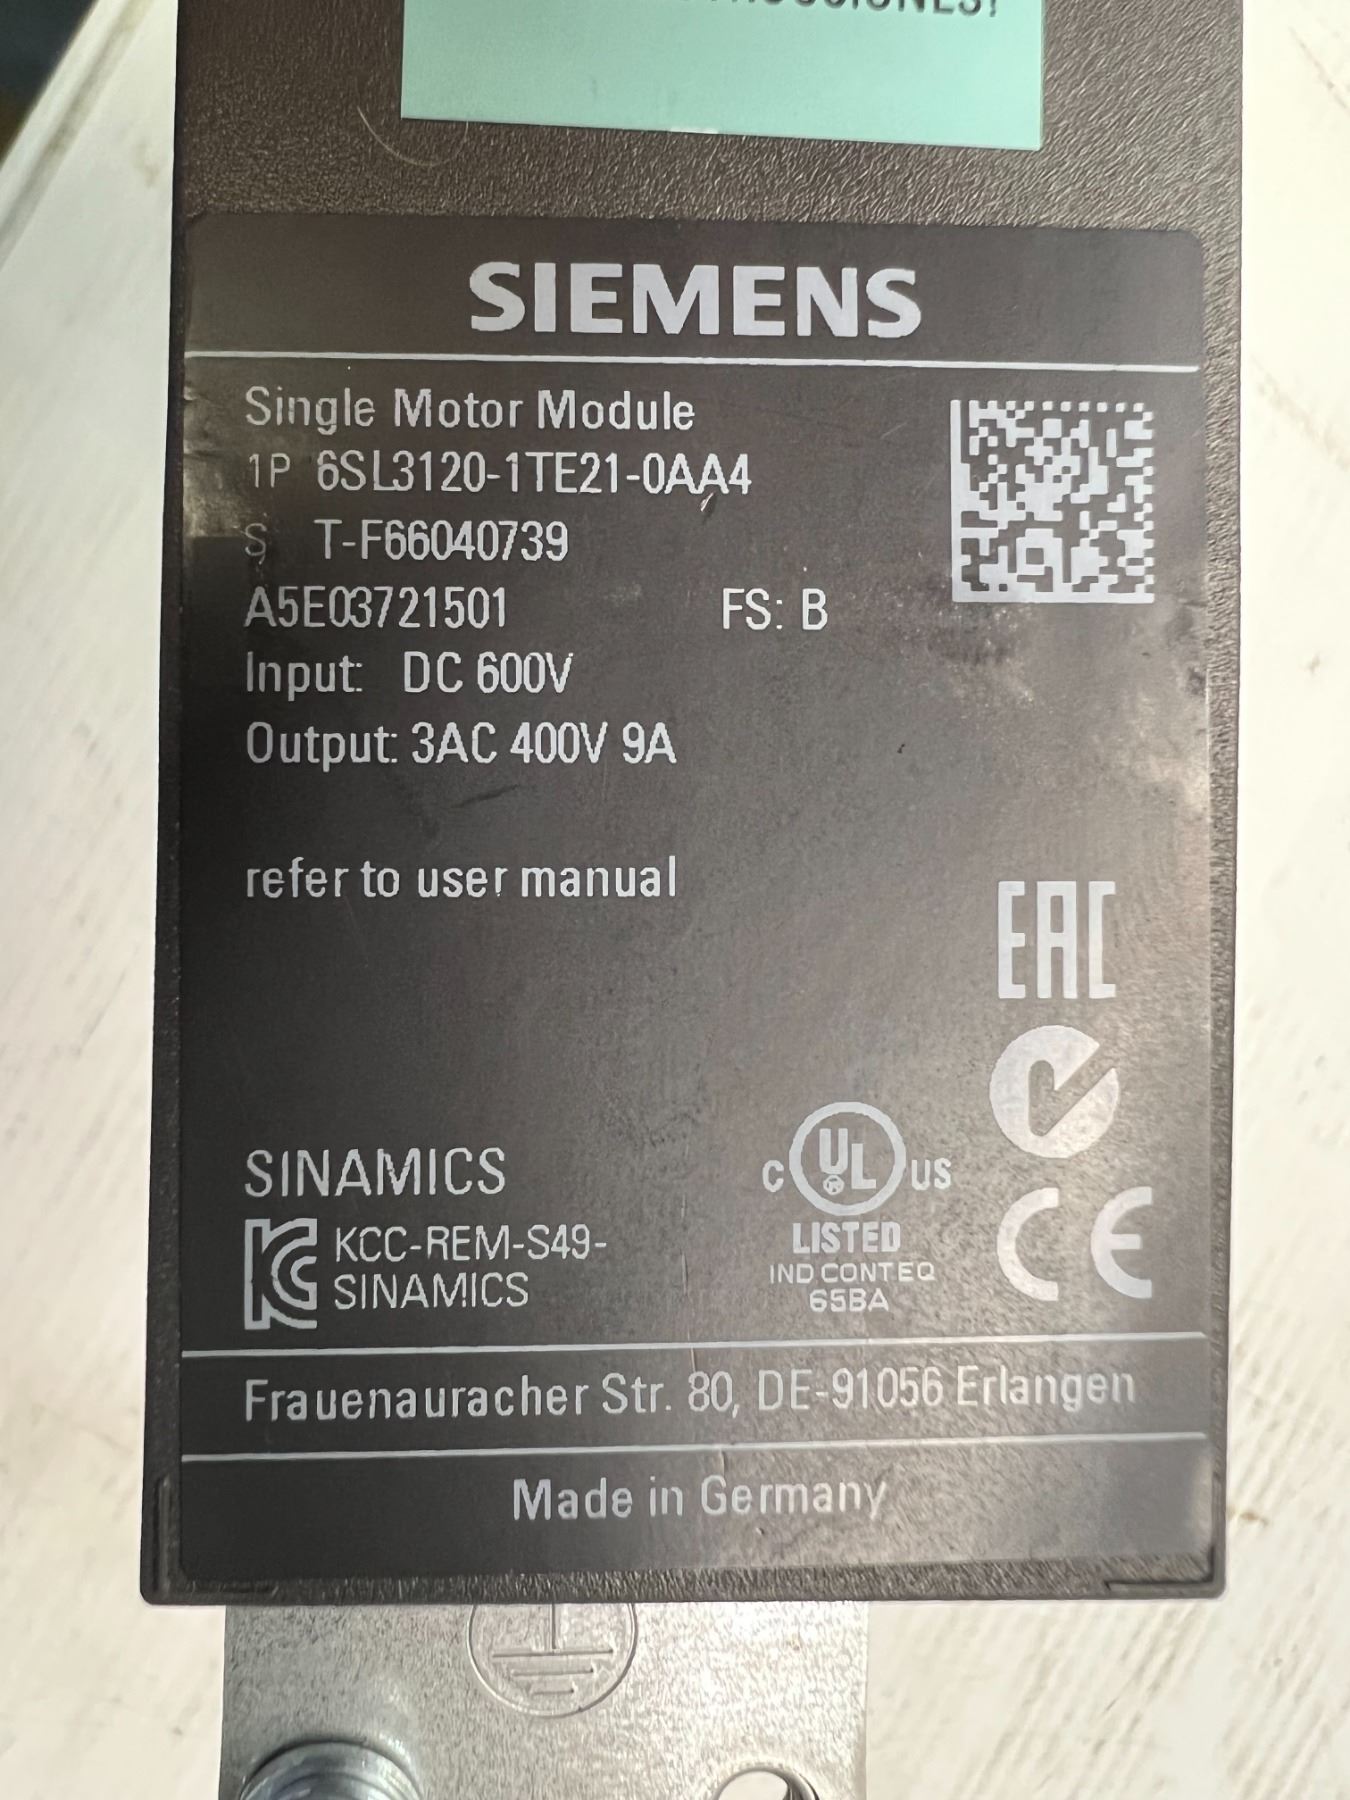 SIEMENS
Single Motor Module
1P 6SL3120-1TE21-0AA4
S T-F66040739
A5E03721501 FS: B
Input: DC 600V
Output: 3AC 400V 9A
refer to user manual
EAC
SINAMICS
KCC-REM-S49-
SINAMICS
C UL US
LISTED
IND CONT EQ
65BA
CE
Frauenauracher Str. 80, DE-91056 Erlangen
Made in Germany